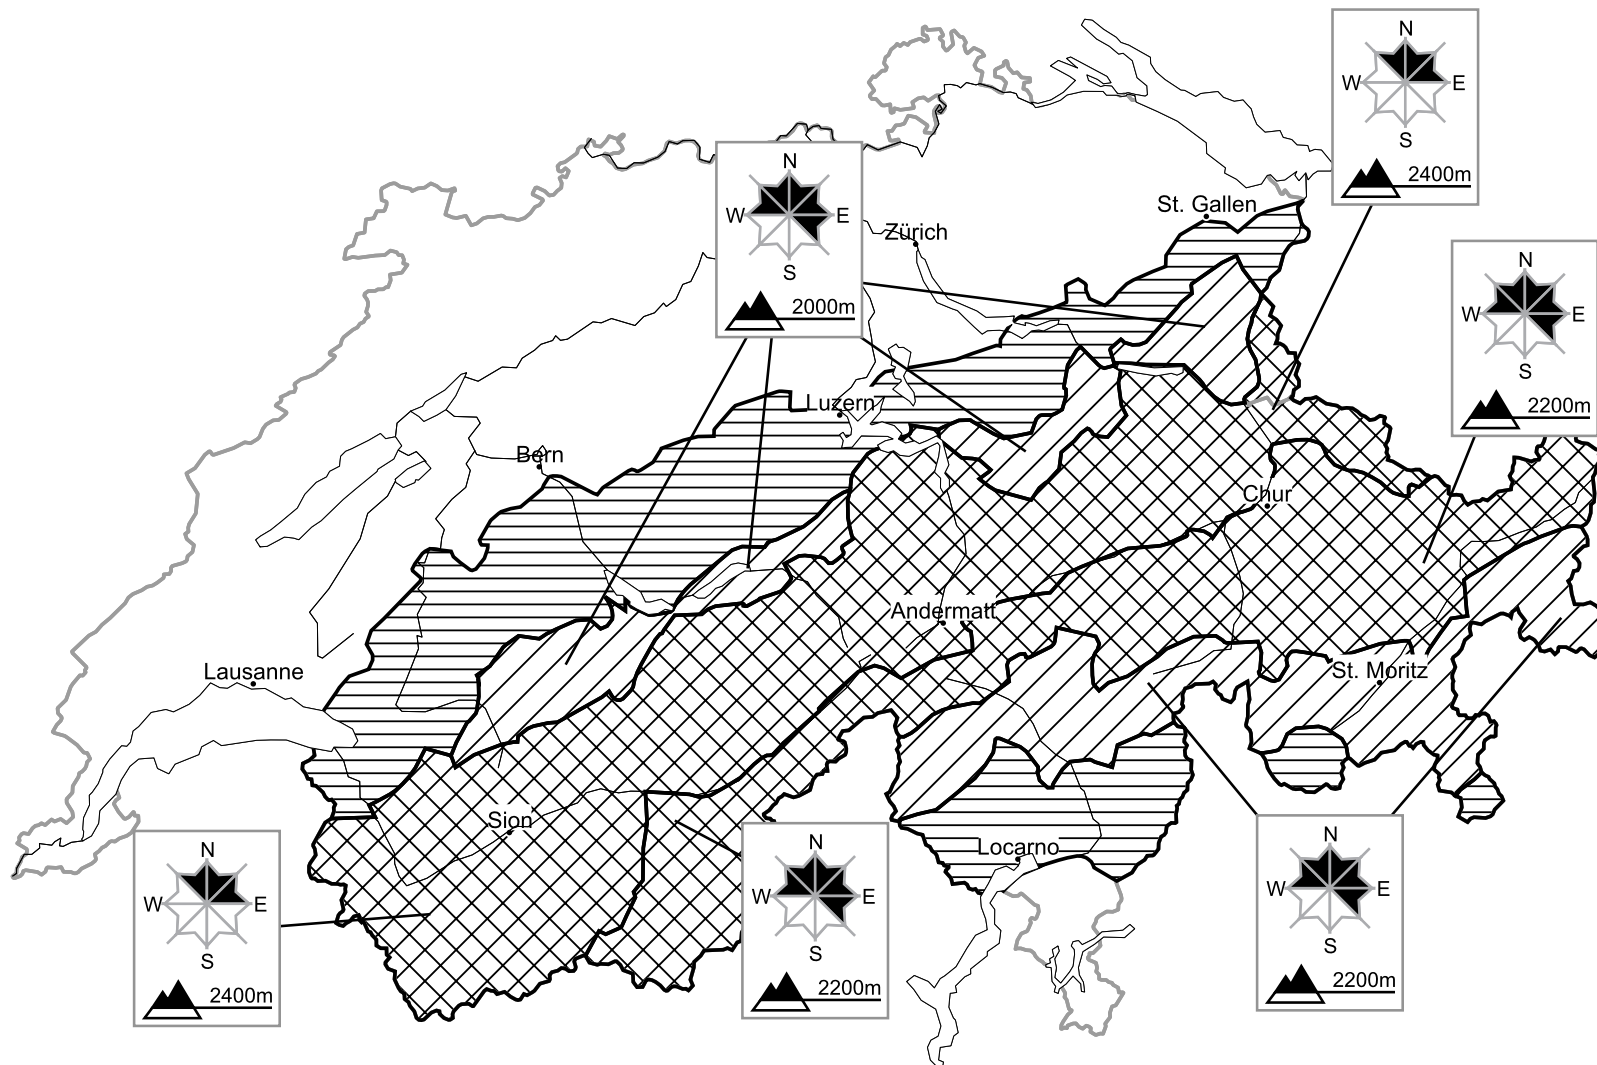 N
W E
S
2400m
N
W E
S
2000m
St. Gallen
Zürich
N
W E
S
2200m
Luzern
Bern
Chur
Andermatt
Lausanne
St. Moritz
Sion
Locarno
N
W E
S
2400m
N
W E
S
2200m
N
W E
S
2200m